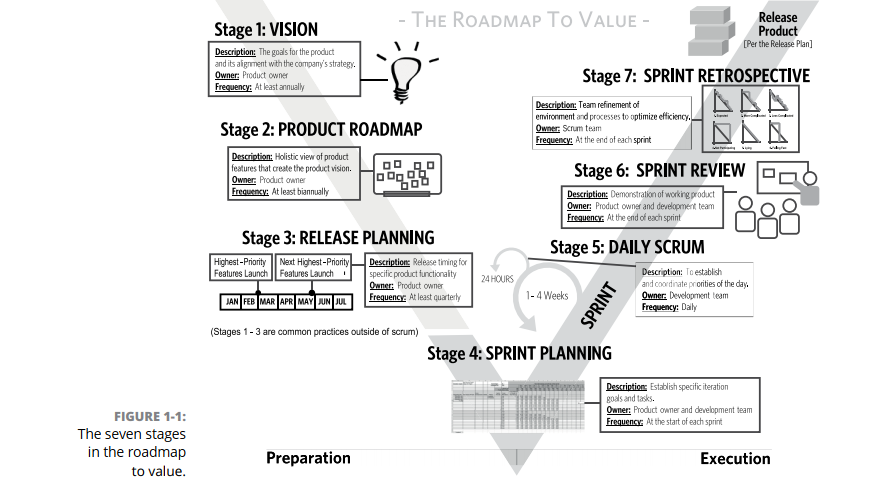 - THE ROADMAP TO VALUE -
Release
Product
[Per the Release Plan]
Stage 1: VISION
Description: The goals for the product
and its alignment with the company's strategy.
Owner: Product owner
Frequency: At least annually
Stage 2: PRODUCT ROADMAP
Description: Holistic view of product
features that create the product vision.
Owner: Product owner
Frequency: At least biannually
Stage 3: RELEASE PLANNING
Highest-Priority
Features Launch
Next Highest-Priority
Features Launch
JAN FEB MAR APR MAY JUN JUL
Description: Release timing for
specific product functionality
Owner: Product owner
Frequency: At least quarterly
(Stages 1 - 3 are common practices outside of scrum)
Stage 7: SPRINT RETROSPECTIVE
Description: Team refinement of
environment and processes to optimize efficiency.
Owner: Scrum team
Frequency: At the end of each sprint
Stage 6: SPRINT REVIEW
Description: Demonstration of working product
Owner: Product owner and development team
Frequency: At the end of each sprint
Stage 5: DAILY SCRUM
Description: To establish
and coordinate priorities of the day.
Owner: Development team
Frequency: Daily
24 HOURS
1- 4 Weeks
SPRINT
Stage 4: SPRINT PLANNING
Description: Establish specific iteration
goals and tasks.
Owner: Product owner and development team
Frequency: At the start of each sprint
Preparation
Execution
FIGURE 1-1:
The seven stages
in the roadmap
to value.